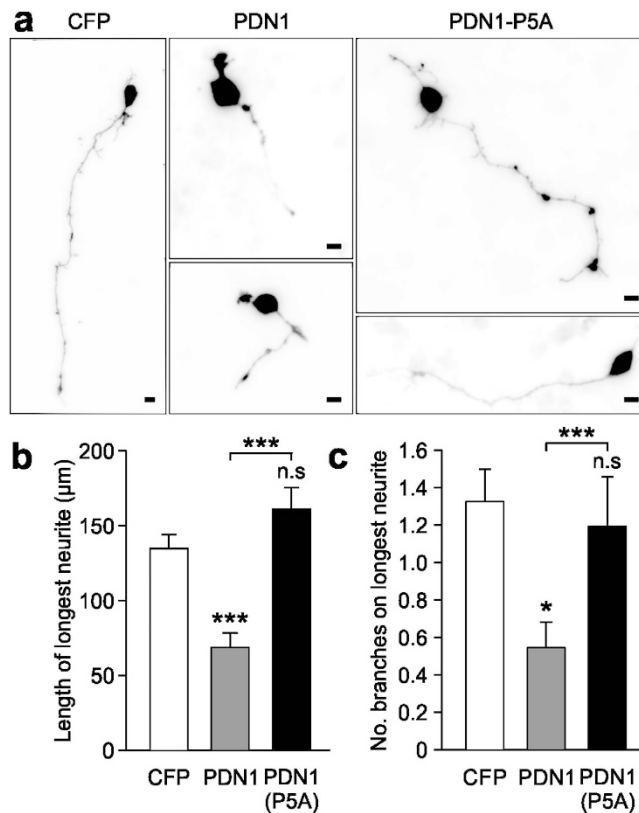 a
CFP
PDN1
PDN1-P5A
b
Length of longest neurite (µm)
200
150
100
50
0
***
***
n.s
CFP
PDN1
PDN1
(P5A)
c
No. branches on longest neurite
1.6
1.4
1.2
1.0
0.8
0.6
0.4
0.2
0
***
n.s
*
CFP
PDN1
PDN1
(P5A)